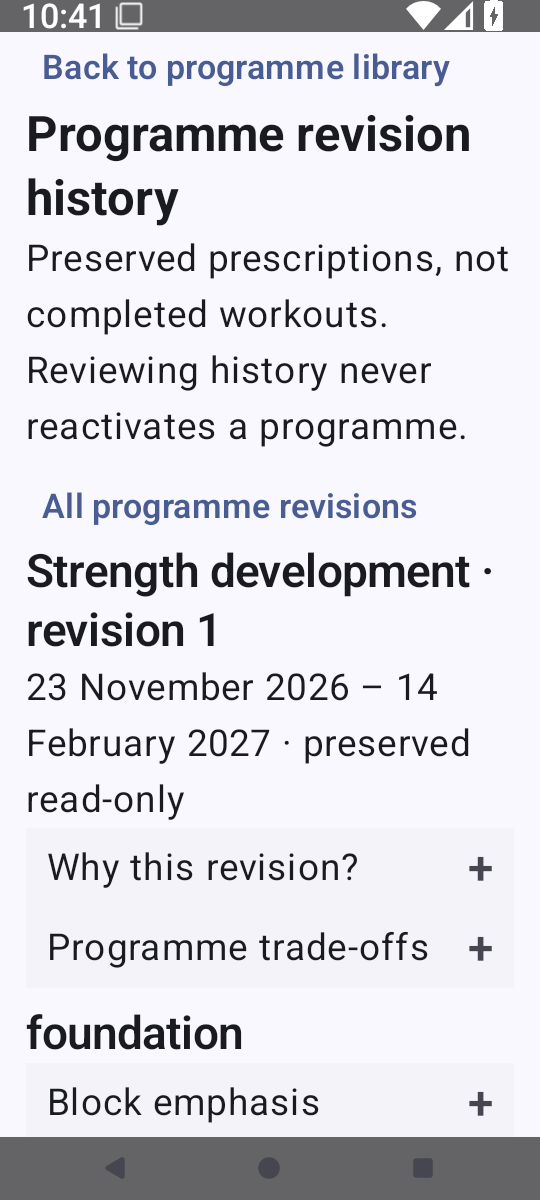 10:41
Back to programme library
Programme revision
history
Preserved prescriptions, not
completed workouts.
Reviewing history never
reactivates a programme.
All programme revisions
Strength development ·
revision 1
23 November 2026 – 14
February 2027 · preserved
read-only
Why this revision? +
Programme trade-offs +
foundation
Block emphasis +